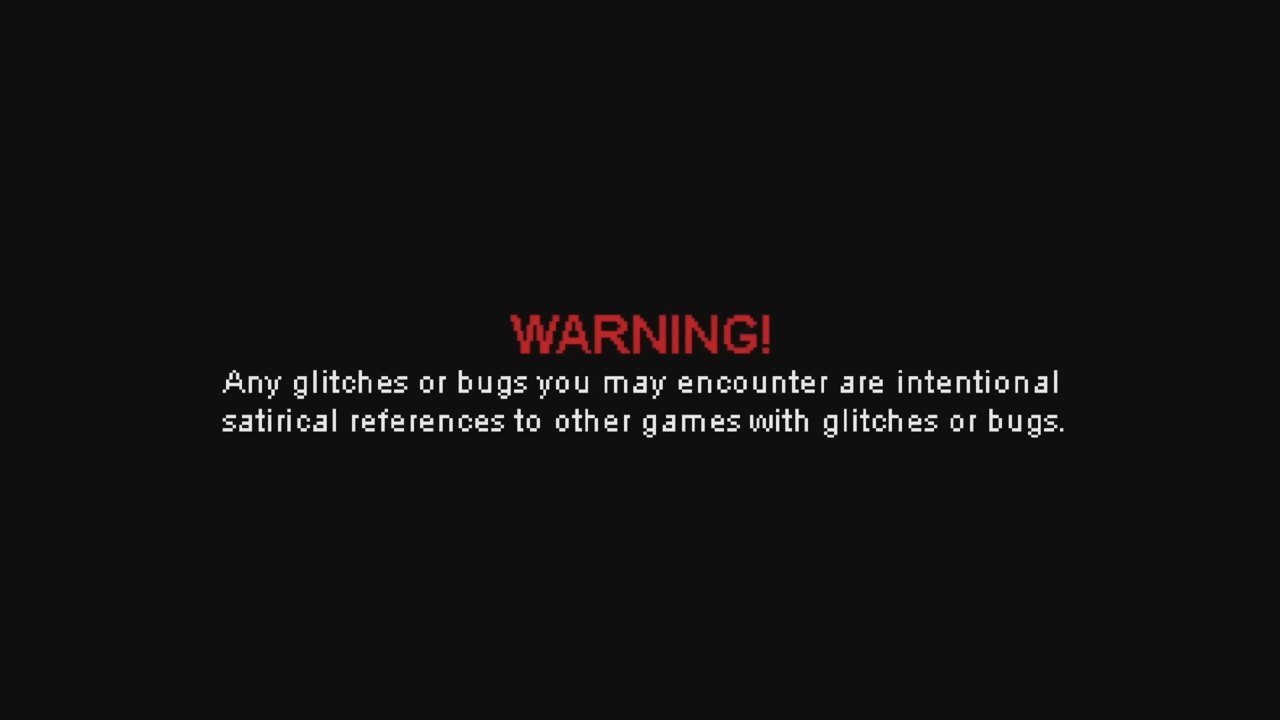 WARNING!
Any glitches or bugs you may encounter are intentional
satirical references to other games with glitches or bugs.